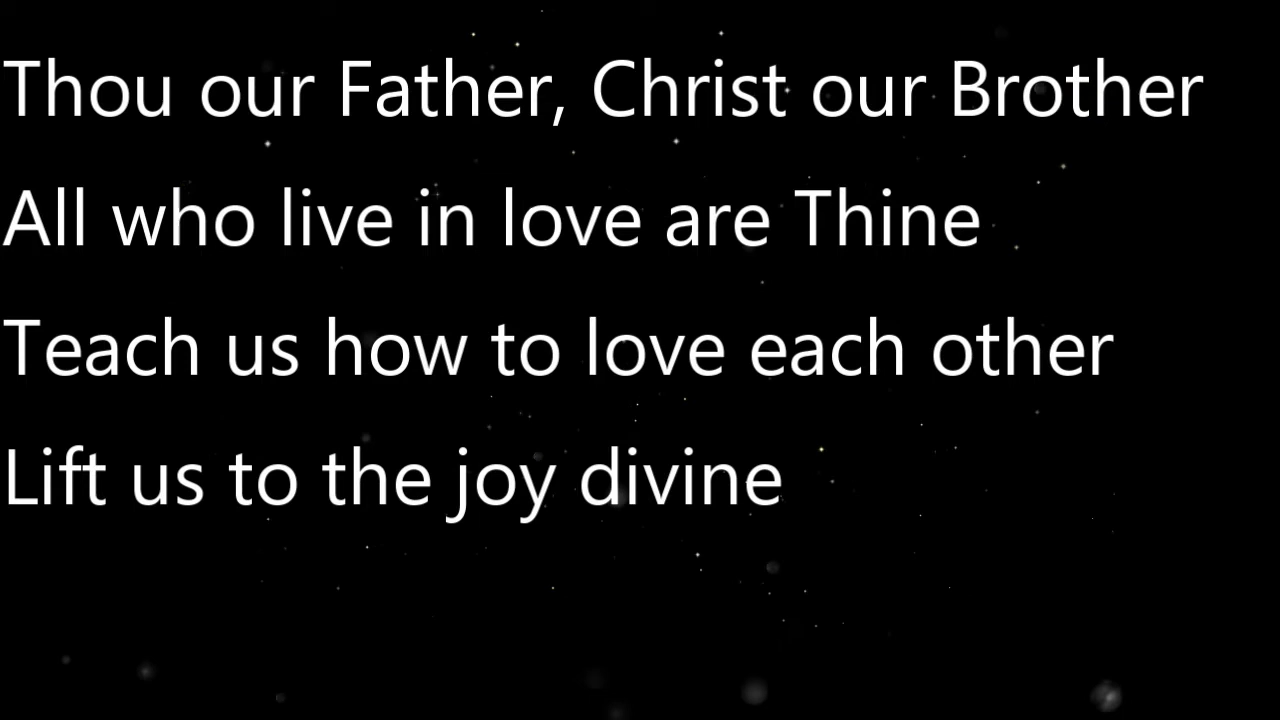 Thou our Father, Christ our Brother
All who live in love are Thine
Teach us how to love each other
Lift us to the joy divine